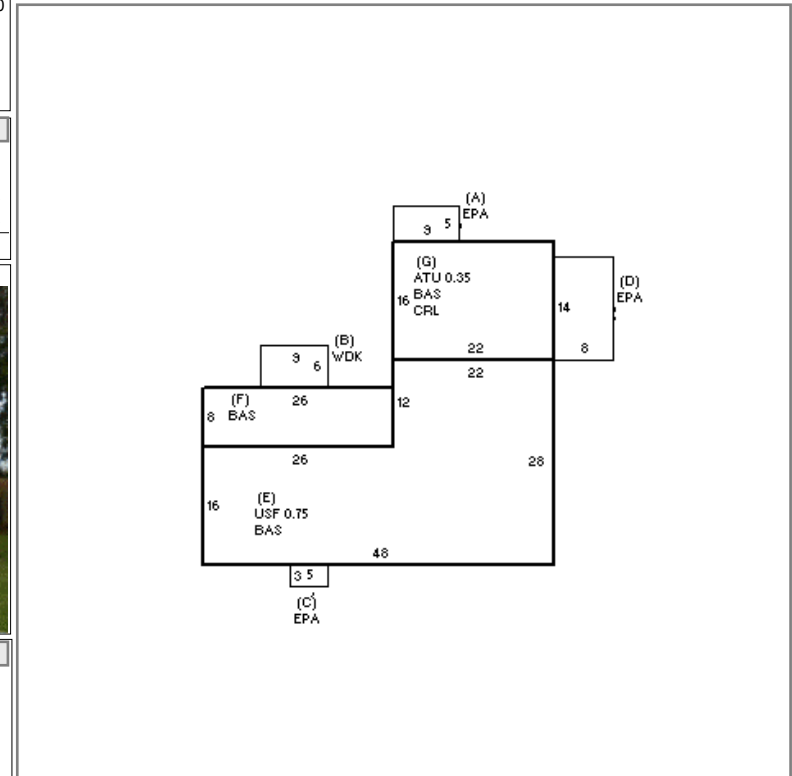 (A)
EPA
9 5
(G)
ATU 0.35
BAS
CRL
16
22
(D)
EPA
14
8
(B)
WDK
9 6
22
(F)
BAS
8
26
12
26
28
(E)
USF 0.75
BAS
16
48
3 5
(C)
EPA